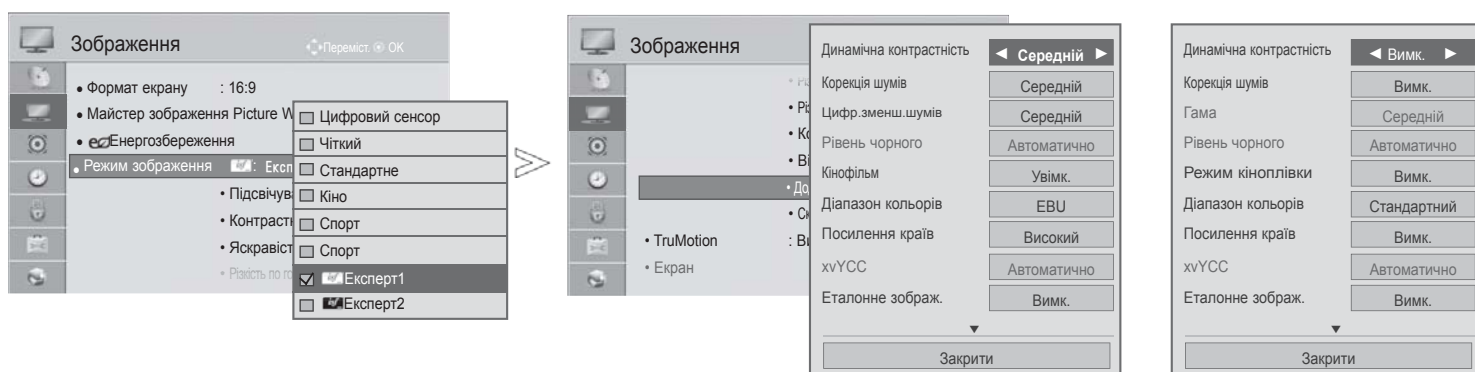 Зображення
Переміст. OK
• Формат екрану : 16:9
• Майстер зображення Picture W
• Енергозбереження
• Режим зображення : Експ
• Підсвічув
• Контрастн
• Яскравіст
• Різкість по го
Цифровий сенсор
Чіткий
Стандартне
Кіно
Спорт
Спорт
Експерт1
Експерт2
Зображення
• TruMotion : Ви
• Екран
Динамічна контрастність ◄ Середній ►
Корекція шумів Середній
Цифр.зменш.шумів Середній
Рівень чорного Автоматично
Кінофільм Увімк.
Діапазон кольорів EBU
Посилення країв Високий
xvYCC Автоматично
Еталонне зображ. Вимк.
▼
Закрити
Динамічна контрастність ◄ Вимк. ►
Корекція шумів Вимк.
Гама Середній
Рівень чорного Автоматично
Режим кіноплівки Вимк.
Діапазон кольорів Стандартний
Посилення країв Вимк.
xvYCC Автоматично
Еталонне зображ. Вимк.
▼
Закрити